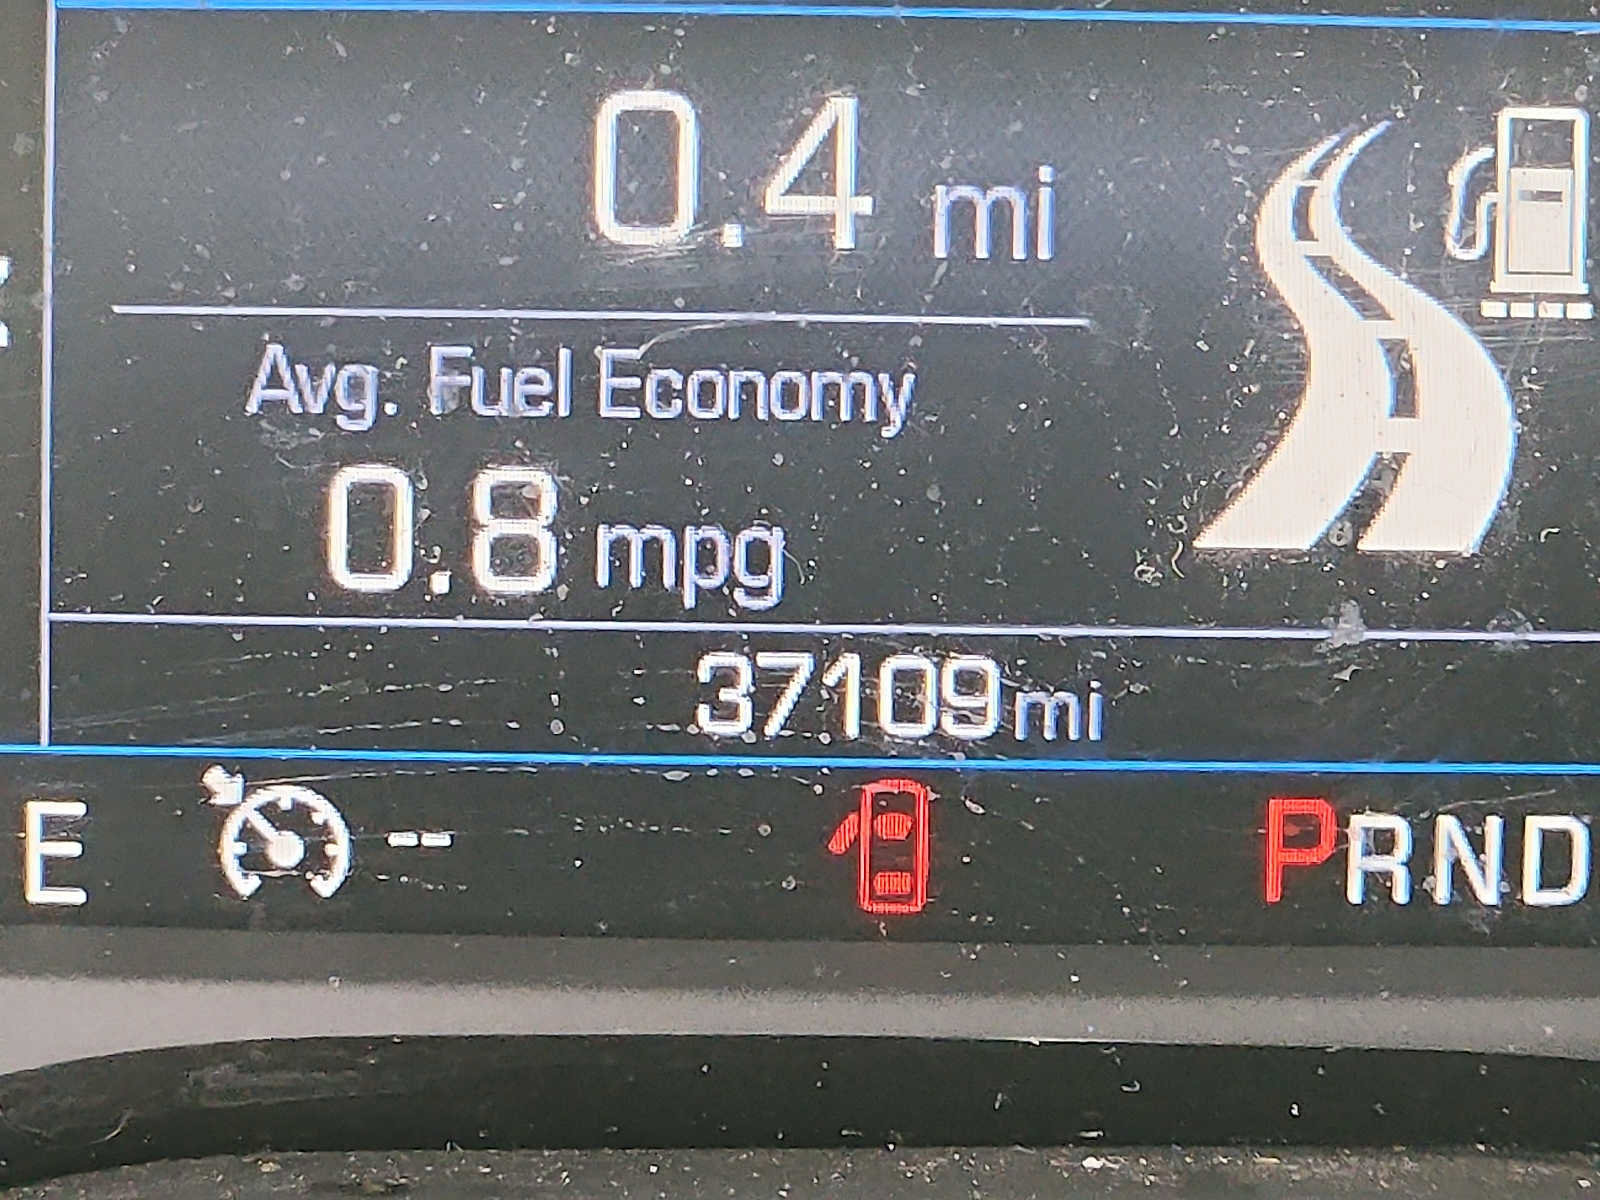 0.4 mi
Avg. Fuel Economy
0.8 mpg
37109 mi
E -- PRND